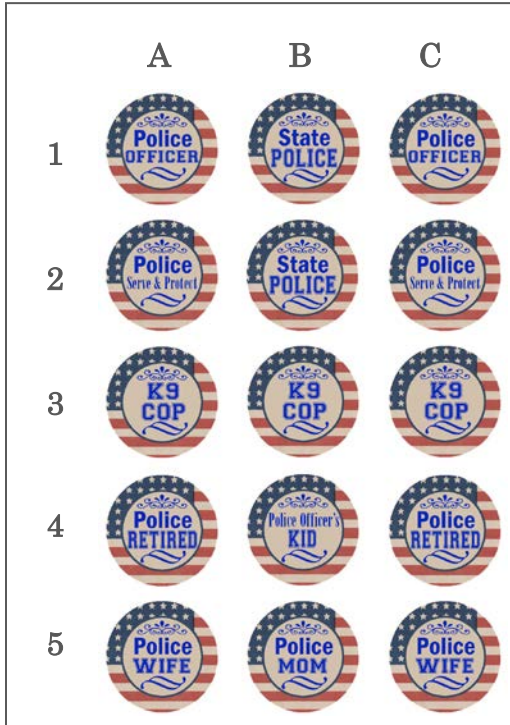 A B C
1
Police State Police
OFFICER POLICE OFFICER
2
Police State Police
Serve & Protect POLICE Serve & Protect
3
K9 K9 K9
COP COP COP
4
Police Police Officer's Police
RETIRED KID RETIRED
5
Police Police Police
WIFE MOM WIFE